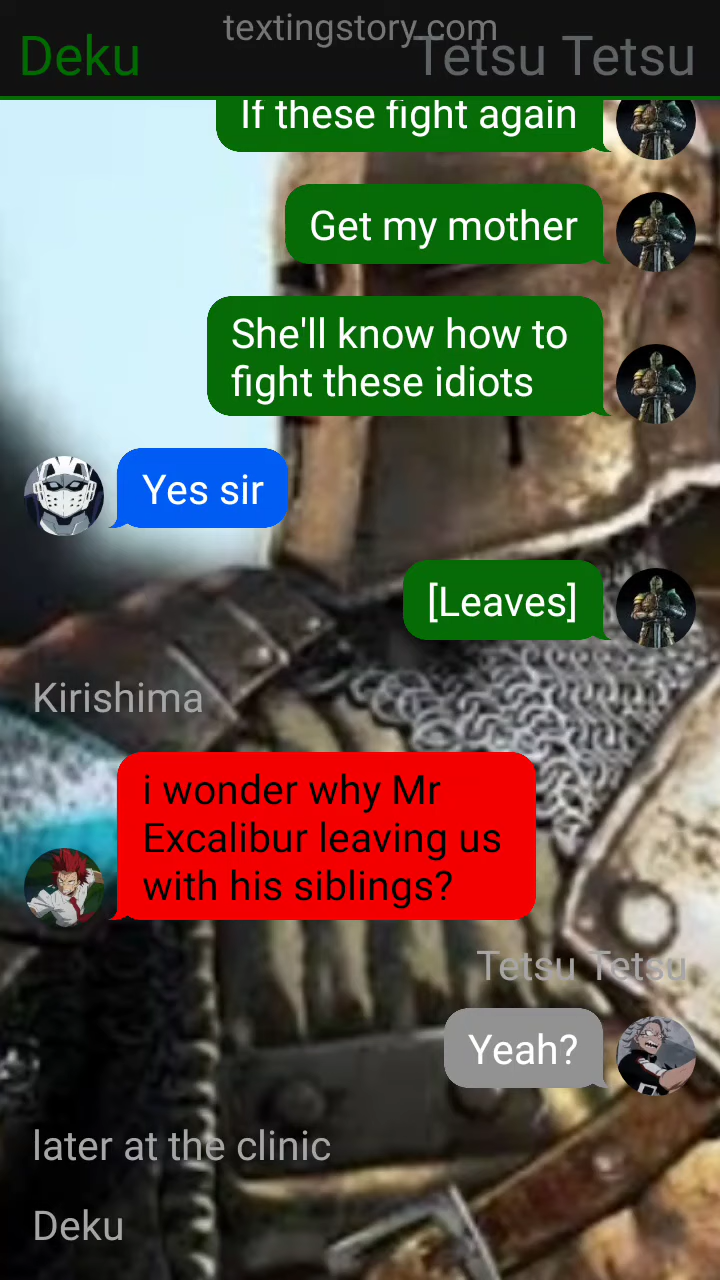 textingstory.com
Deku
Tetsu Tetsu
If these fight again
Get my mother
She'll know how to
fight these idiots
Yes sir
[Leaves]
Kirishima
i wonder why Mr
Excalibur leaving us
with his siblings?
Tetsu Tetsu
Yeah?
later at the clinic
Deku